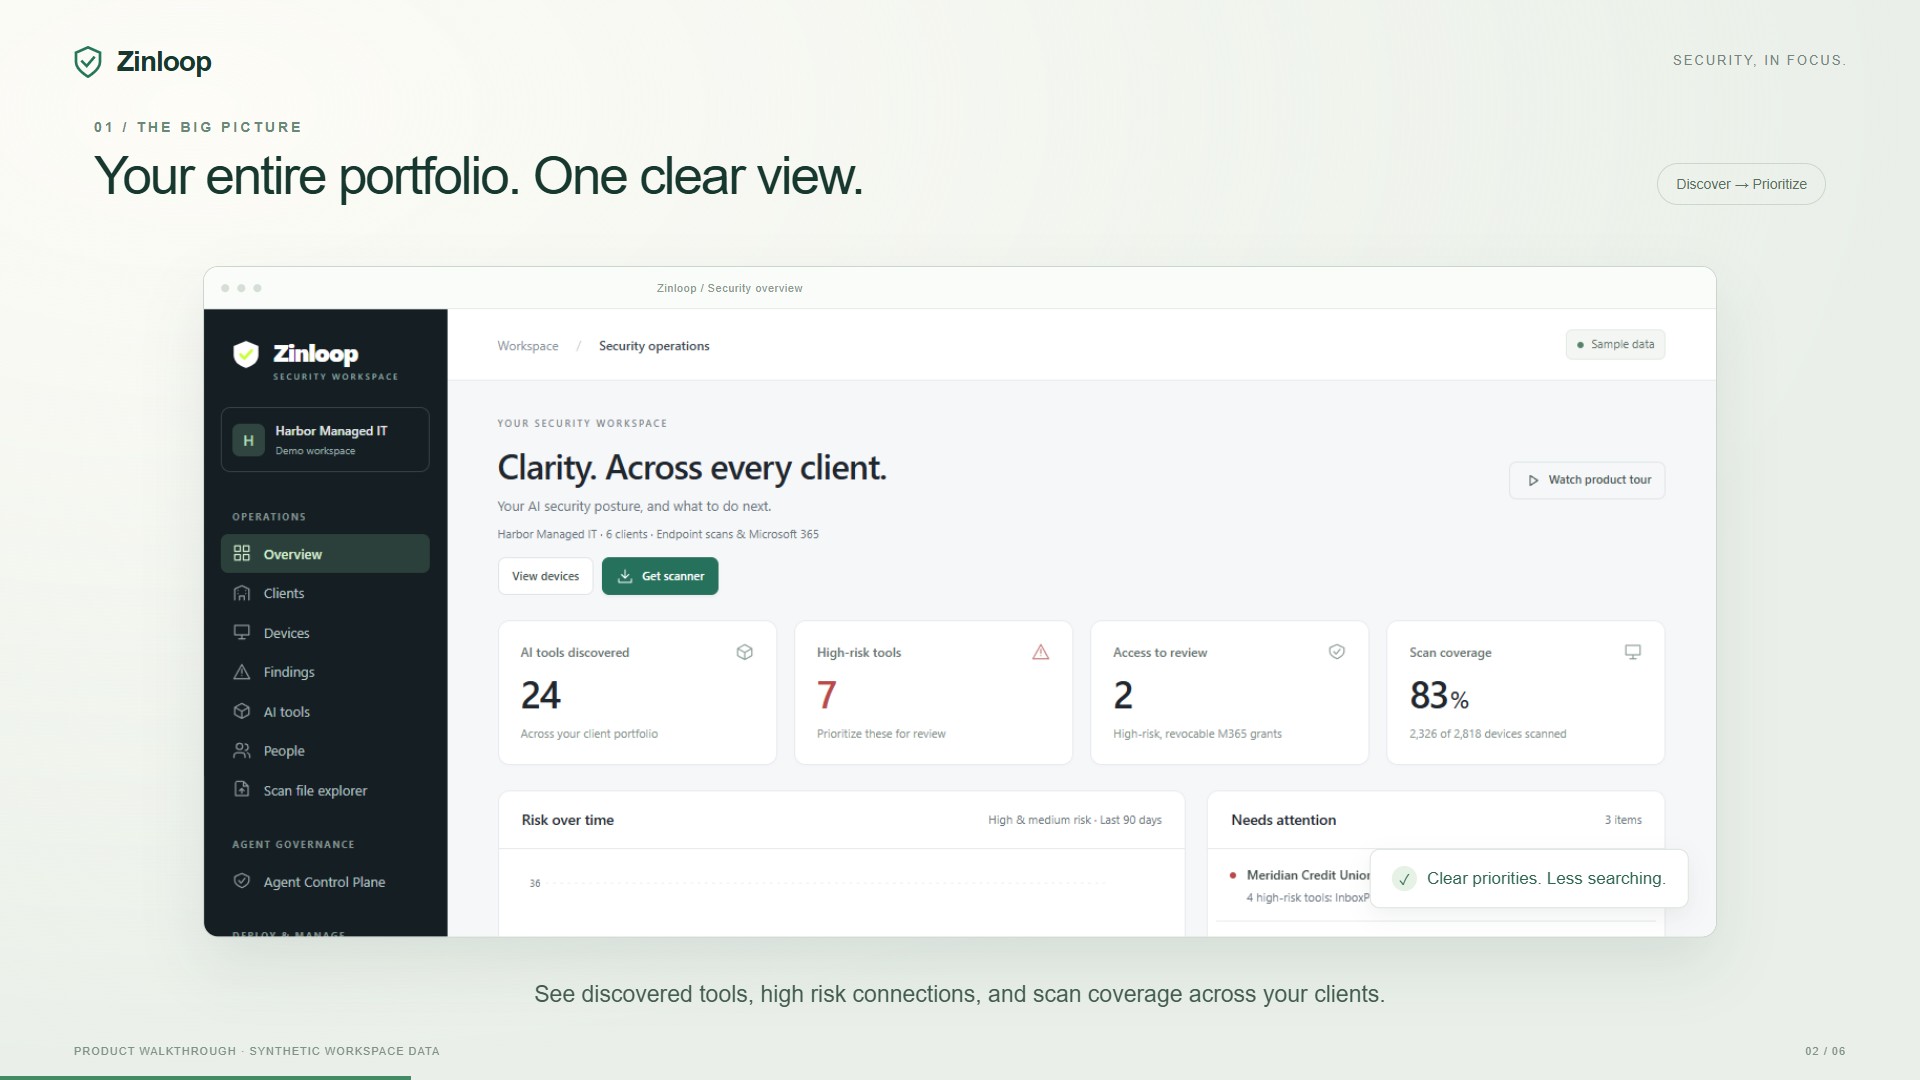 Zinloop
SECURITY, IN FOCUS.
01 / THE BIG PICTURE
Your entire portfolio. One clear view.
Discover → Prioritize
Zinloop / Security overview
Zinloop
SECURITY WORKSPACE
H
Harbor Managed IT
Demo workspace
OPERATIONS
Overview
Clients
Devices
Findings
AI tools
People
Scan file explorer
AGENT GOVERNANCE
Agent Control Plane
DEPLOY & MANAGE
Workspace / Security operations
Sample data
YOUR SECURITY WORKSPACE
Clarity. Across every client.
Your AI security posture, and what to do next.
Harbor Managed IT · 6 clients · Endpoint scans & Microsoft 365
Watch product tour
View devices
Get scanner
AI tools discovered
24
Across your client portfolio
High-risk tools
7
Prioritize these for review
Access to review
2
High-risk, revocable M365 grants
Scan coverage
83%
2,326 of 2,818 devices scanned
Risk over time
High & medium risk · Last 90 days
36
Needs attention
3 items
Meridian Credit Union
4 high-risk tools: InboxP
✓ Clear priorities. Less searching.
See discovered tools, high risk connections, and scan coverage across your clients.
PRODUCT WALKTHROUGH · SYNTHETIC WORKSPACE DATA
02 / 06